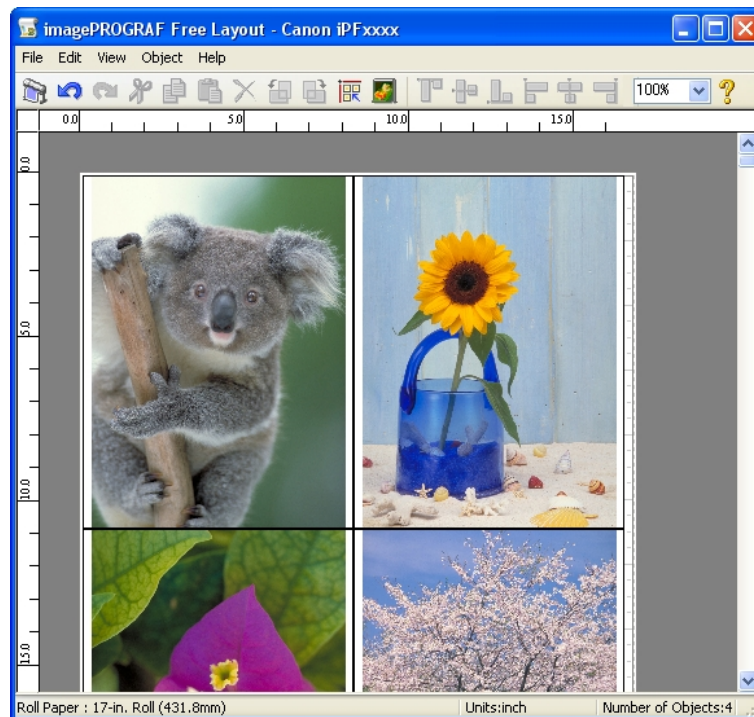 imagePROGRAF Free Layout - Canon iPFxxxx
File Edit View Object Help
100%
0.0 5.0 10.0 15.0
0.0
5.0
10.0
15.0
Roll Paper : 17-in. Roll (431.8mm) Units:inch Number of Objects:4